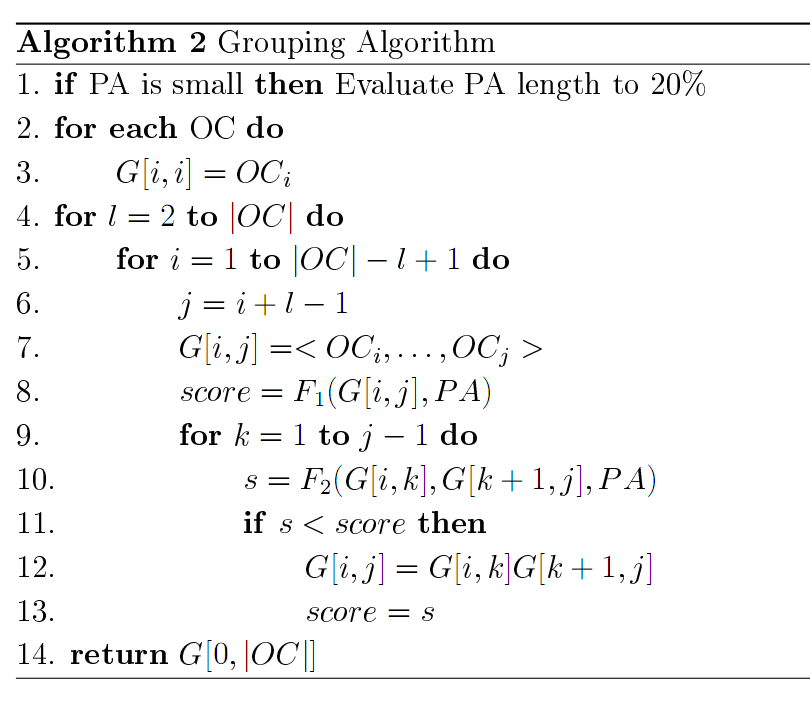 Algorithm 2 Grouping Algorithm
1. if PA is small then Evaluate PA length to 20%
2. for each OC do
3. G[i, i] = OC_i
4. for l = 2 to |OC| do
5. for i = 1 to |OC| − l + 1 do
6. j = i + l − 1
7. G[i, j] =< OC_i, . . . , OC_j >
8. score = F_1(G[i, j], PA)
9. for k = 1 to j − 1 do
10. s = F_2(G[i, k], G[k + 1, j], PA)
11. if s < score then
12. G[i, j] = G[i, k]G[k + 1, j]
13. score = s
14. return G[0, |OC|]